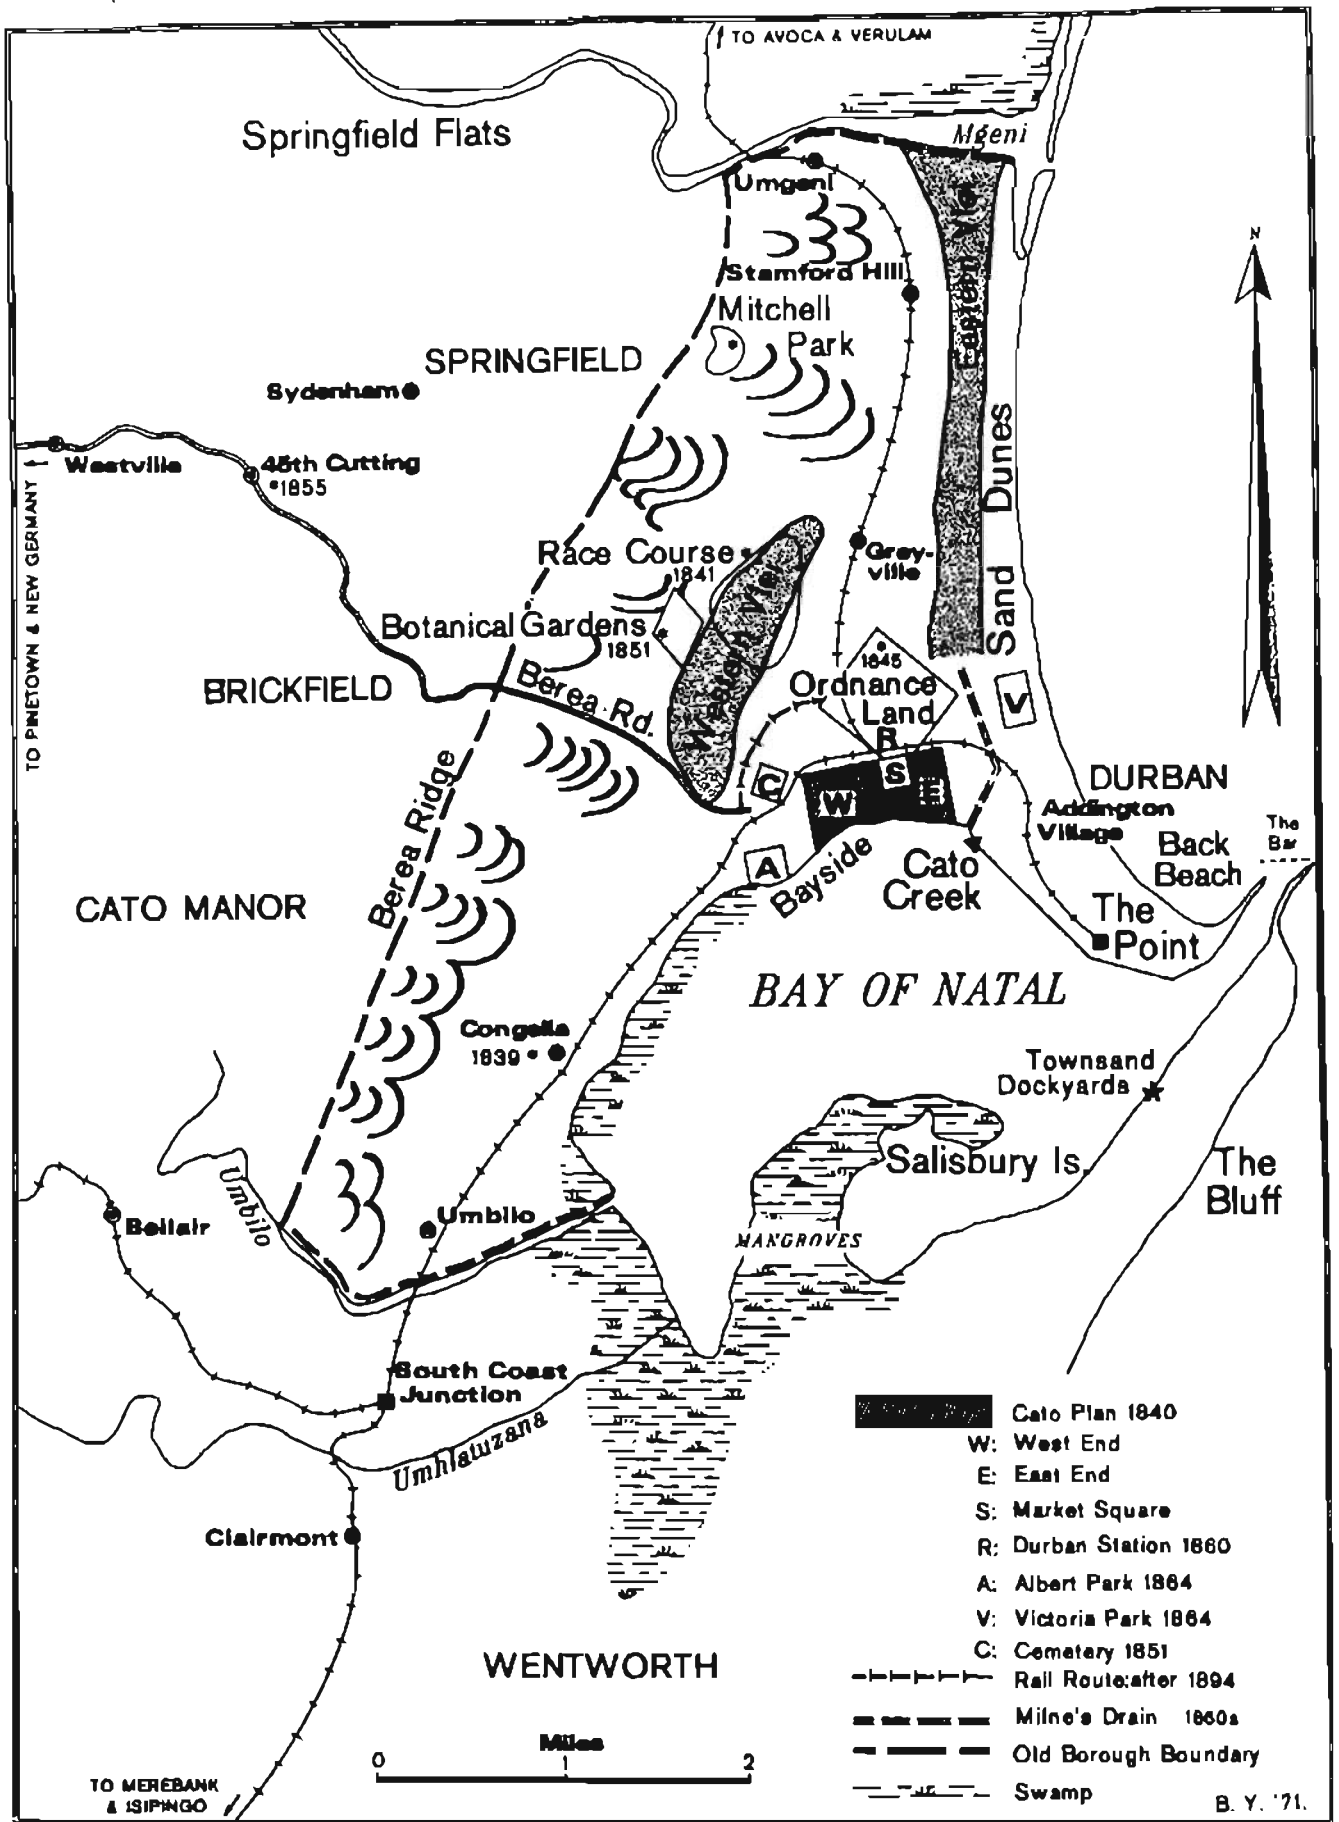 TO AVOCA & VERULAM
Springfield Flats
Mgeni
Umgeni
Eastern Vlei
Stamford Hill
N
Mitchell
Park
SPRINGFIELD
Sydenham
Westville
45th Cutting
1855
TO PINETOWN & NEW GERMANY
Sand Dunes
Race Course
1841
Grey-
ville
Western Vlei
Botanical Gardens
1851
1845
Ordnance
Land
BRICKFIELD
Berea Rd.
V
R
S
C
W
E
DURBAN
Addington
Village
The
Bar
Back
Beach
Berea Ridge
A
Bayside
Cato
Creek
CATO MANOR
The
Point
BAY OF NATAL
Congella
1839
Townsand
Dockyards
Salisbury Is.
The
Bluff
Umbilo
Umbilo
Bellair
MANGROVES
South Coast
Junction
Umhlatuzana
Clairmont
WENTWORTH
Cato Plan 1840
W: West End
E: East End
S: Market Square
R: Durban Station 1860
A: Albert Park 1864
V: Victoria Park 1864
C: Cemetery 1851
Rail Route:after 1894
Milne's Drain 1860s
Old Borough Boundary
Swamp
Miles
0 1 2
TO MEREBANK
& ISIPINGO
B. Y. '71.